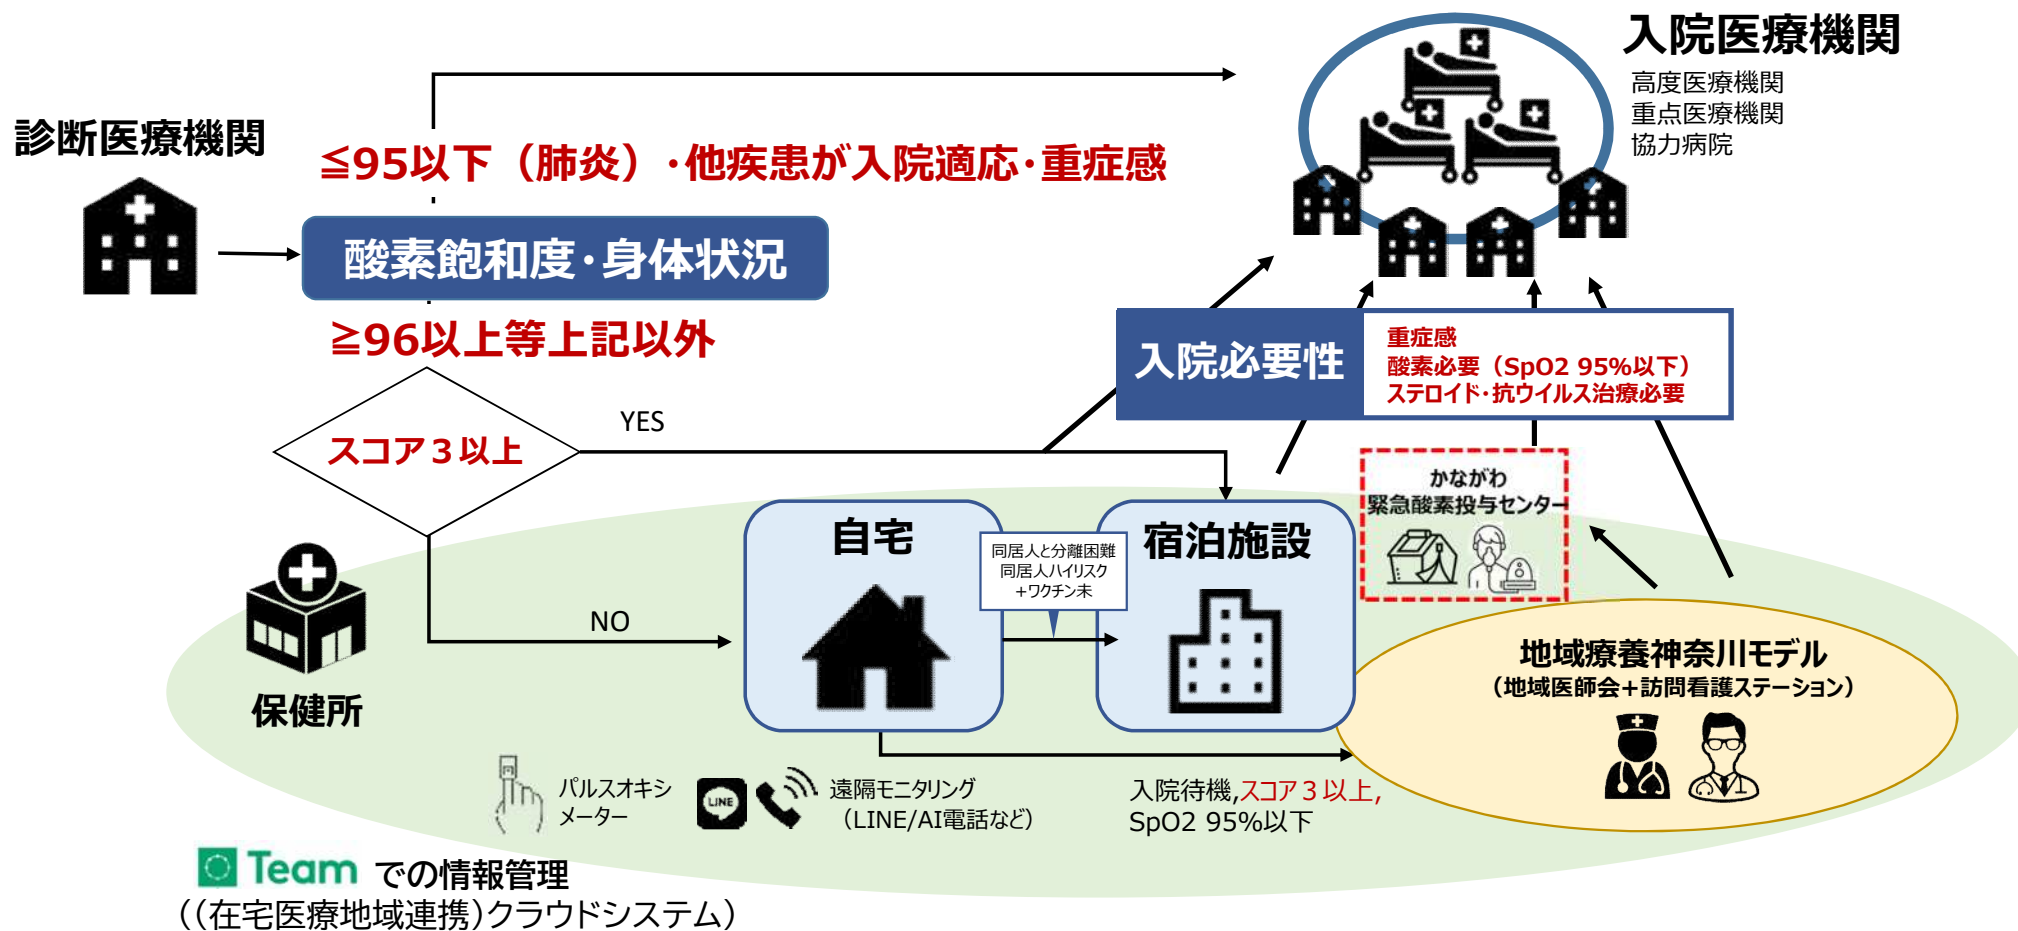 入院医療機関
高度医療機関
重点医療機関
協力病院
診断医療機関
≦95以下（肺炎）・他疾患が入院適応・重症感
酸素飽和度・身体状況
≧96以上等上記以外
入院必要性
重症感
酸素必要（SpO2 95%以下）
ステロイド・抗ウイルス治療必要
スコア３以上
YES
NO
かながわ
緊急酸素投与センター
自宅
同居人と分離困難
同居人ハイリスク
+ワクチン未
宿泊施設
保健所
地域療養神奈川モデル
（地域医師会+訪問看護ステーション）
パルスオキシ
メーター
LINE
遠隔モニタリング
（LINE/AI電話など）
入院待機,スコア３以上,
SpO2 95%以下
Team での情報管理
（(在宅医療地域連携）クラウドシステム）